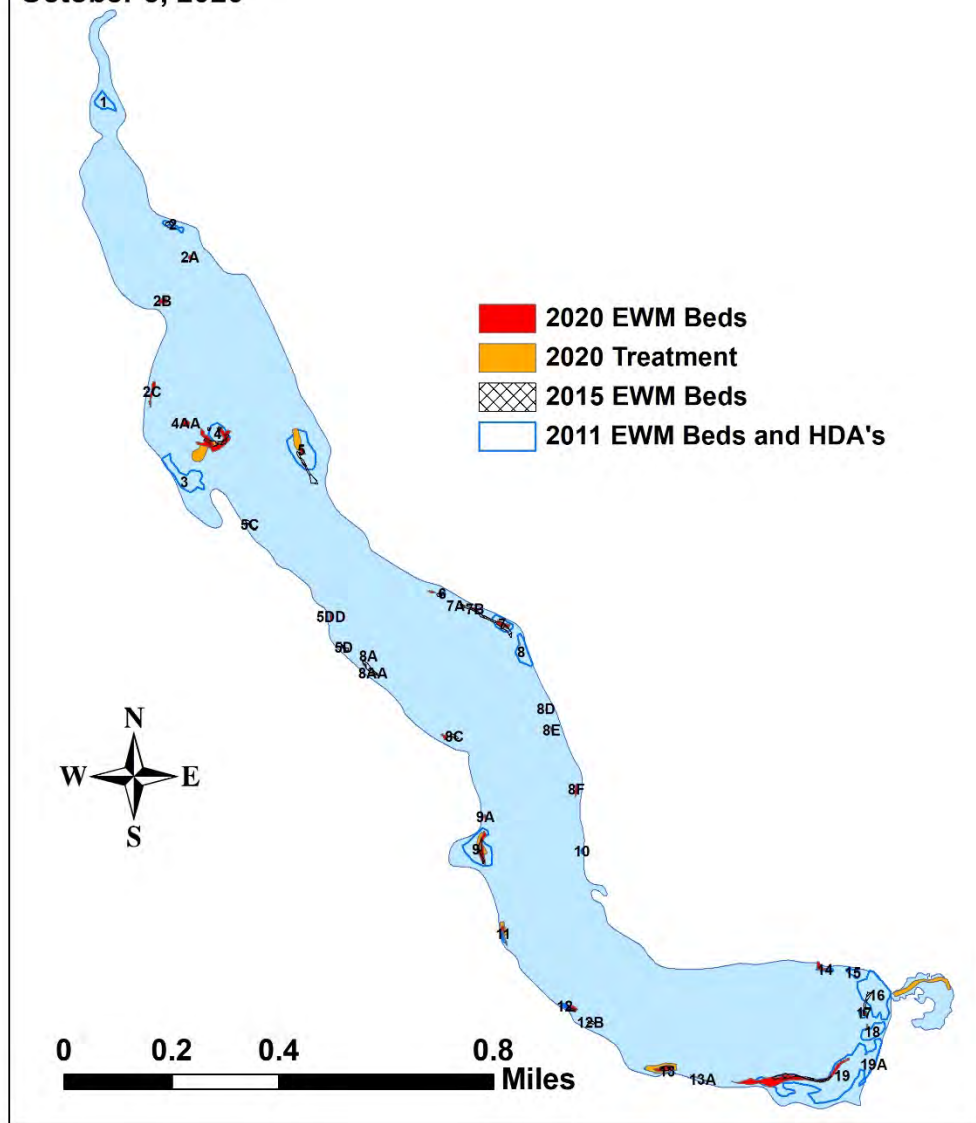 October 8, 2020
1
2
2A
2B
2020 EWM Beds
2020 Treatment
2015 EWM Beds
2011 EWM Beds and HDA's
2C
4AA
4
5
3
5C
6
7A
7B
7
5DD
5D
8
8A
8AA
8D
8E
8C
N
W
E
S
8F
9A
9
10
11
14
15
16
17
12
12B
18
0 0.2 0.4 0.8
Miles
13
13A
19
19A